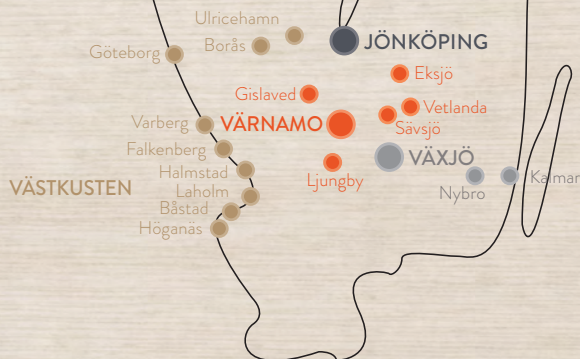 Ulricehamn
Borås
JÖNKÖPING
Göteborg
Eksjö
Gislaved
Vetlanda
Varberg
VÄRNAMO
Sävsjö
Falkenberg
VÄXJÖ
Halmstad
Ljungby
Kalmar
VÄSTKUSTEN
Laholm
Nybro
Båstad
Höganäs